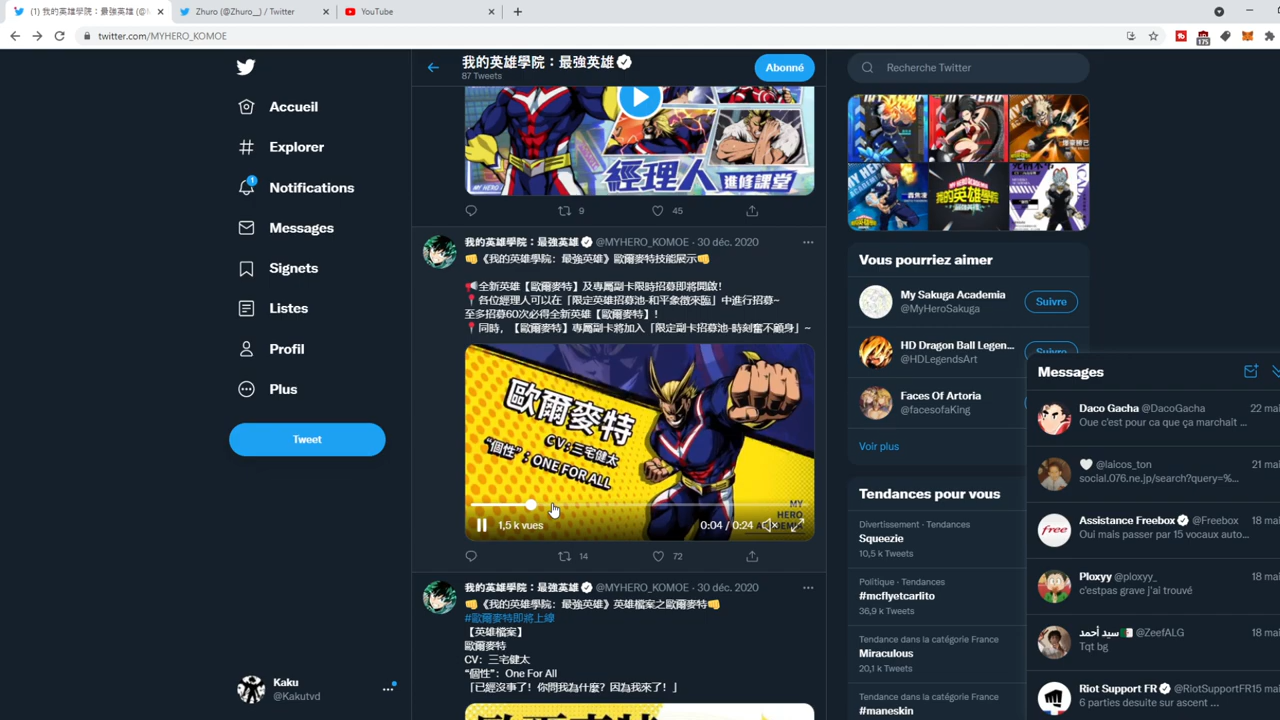 (1) 我的英雄學院：最強英雄 (@M
Zhuro (@Zhuro__) / Twitter
YouTube
twitter.com/MYHERO_KOMOE
175
Accueil
Explorer
1
Notifications
Messages
Signets
Listes
Profil
Plus
Tweet
Kaku
@Kakutvd
我的英雄學院：最強英雄
87 Tweets
Abonné
MY HERO
經理人
進修課堂
9
45
我的英雄學院：最強英雄 @MYHERO_KOMOE · 30 déc. 2020
《我的英雄學院：最強英雄》歐爾麥特技能展示
全新英雄【歐爾麥特】及專屬副卡限時招募即將開啟！
各位經理人可以在「限定英雄招募池-和平象徵來臨」中進行招募~
至多招募60次必得全新英雄【歐爾麥特】！
同時，【歐爾麥特】專屬副卡將加入「限定副卡招募池-時刻奮不顧身」~
歐爾麥特
CV：三宅健太
“個性”：ONE FOR ALL
MY
HERO
ACADEMIA
1,5 k vues
0:04 / 0:24
14
72
我的英雄學院：最強英雄 @MYHERO_KOMOE · 30 déc. 2020
《我的英雄學院：最強英雄》英雄檔案之歐爾麥特
#歐爾麥特即將上線
【英雄檔案】
歐爾麥特
CV：三宅健太
“個性”：One For All
「已經沒事了！你問我為什麼？因為我來了！」
Recherche Twitter
Vous pourriez aimer
My Sakuga Academia
@MyHeroSakuga
Suivre
HD Dragon Ball Legen...
@HDLegendsArt
Suivre
Faces Of Artoria
@facesofaKing
Voir plus
Tendances pour vous
Divertissement · Tendances
Squeezie
10,5 k Tweets
Politique · Tendances
#mcflyetcarlito
36,9 k Tweets
Tendance dans la catégorie France
Miraculous
20,1 k Tweets
Tendance dans la catégorie France
#maneskin
Messages
Daco Gacha @DacoGacha 22 mai
Oue c'est pour ca que ça marchait ...
@laicos_ton 21 mai
social.076.ne.jp/search?query=%...
Assistance Freebox @Freebox 18 mai
Oui mais passer par 15 vocaux auto...
free
Ploxyy @ploxyy_ 18 mai
c'estpas grave j'ai trouvé
سيد أحمد @ZeefALG 18 mai
Tqt bg
Riot Support FR @RiotSupportFR 15 mai
6 parties desuite sur ascent ...